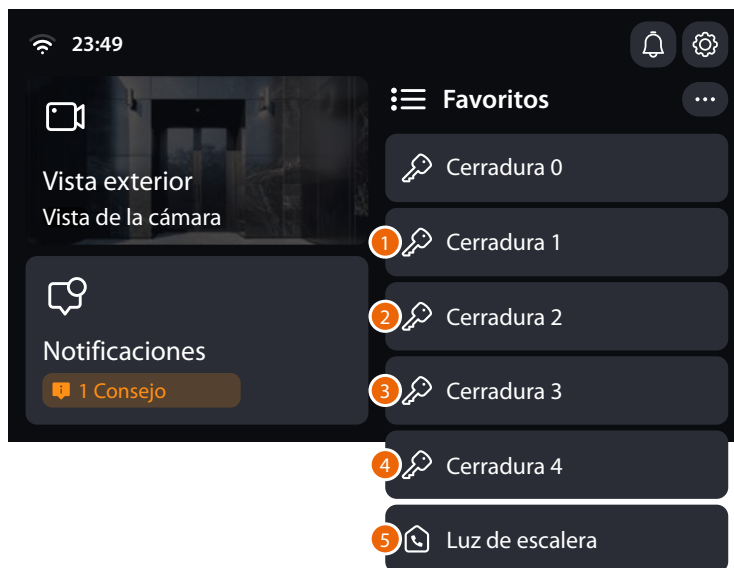 23:49
Vista exterior
Vista de la cámara
Notificaciones
1 Consejo
Favoritos
Cerradura 0
1 Cerradura 1
2 Cerradura 2
3 Cerradura 3
4 Cerradura 4
5 Luz de escalera